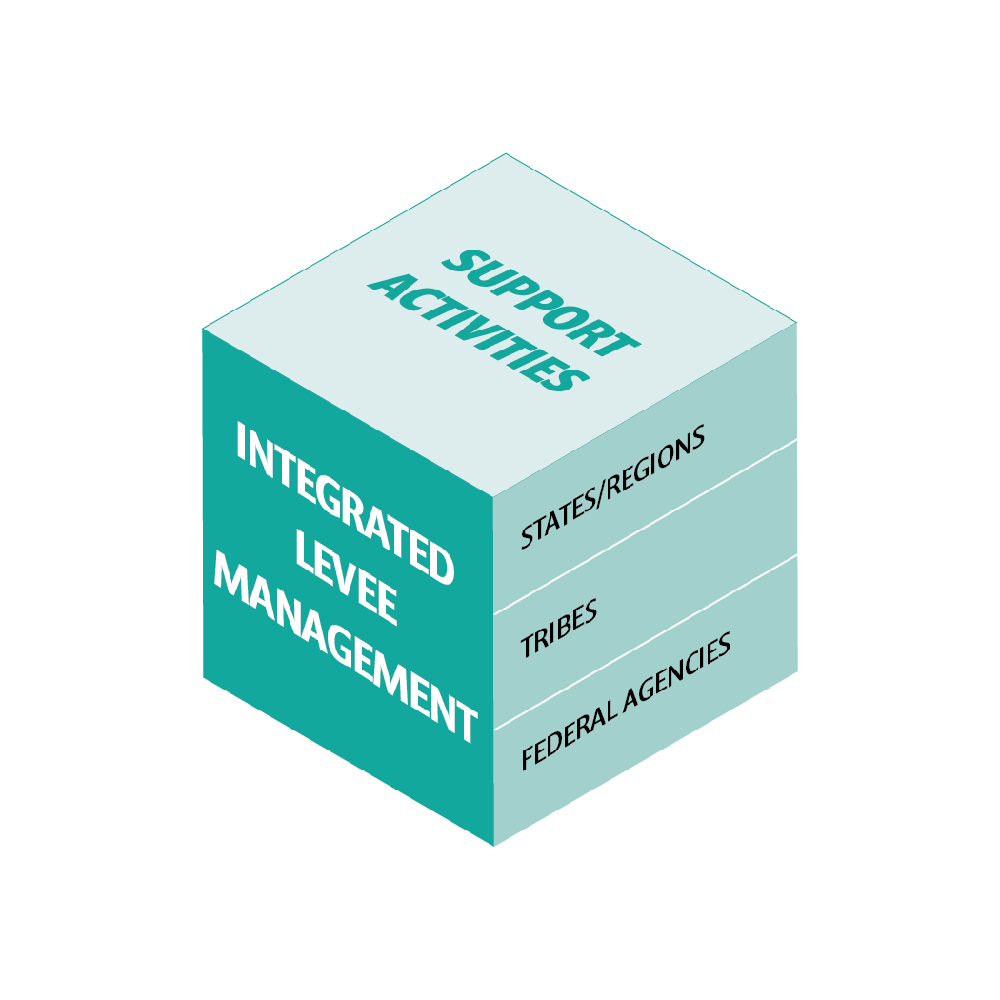 SUPPORT
ACTIVITIES
INTEGRATED
LEVEE
MANAGEMENT
STATES/REGIONS
TRIBES
FEDERAL AGENCIES